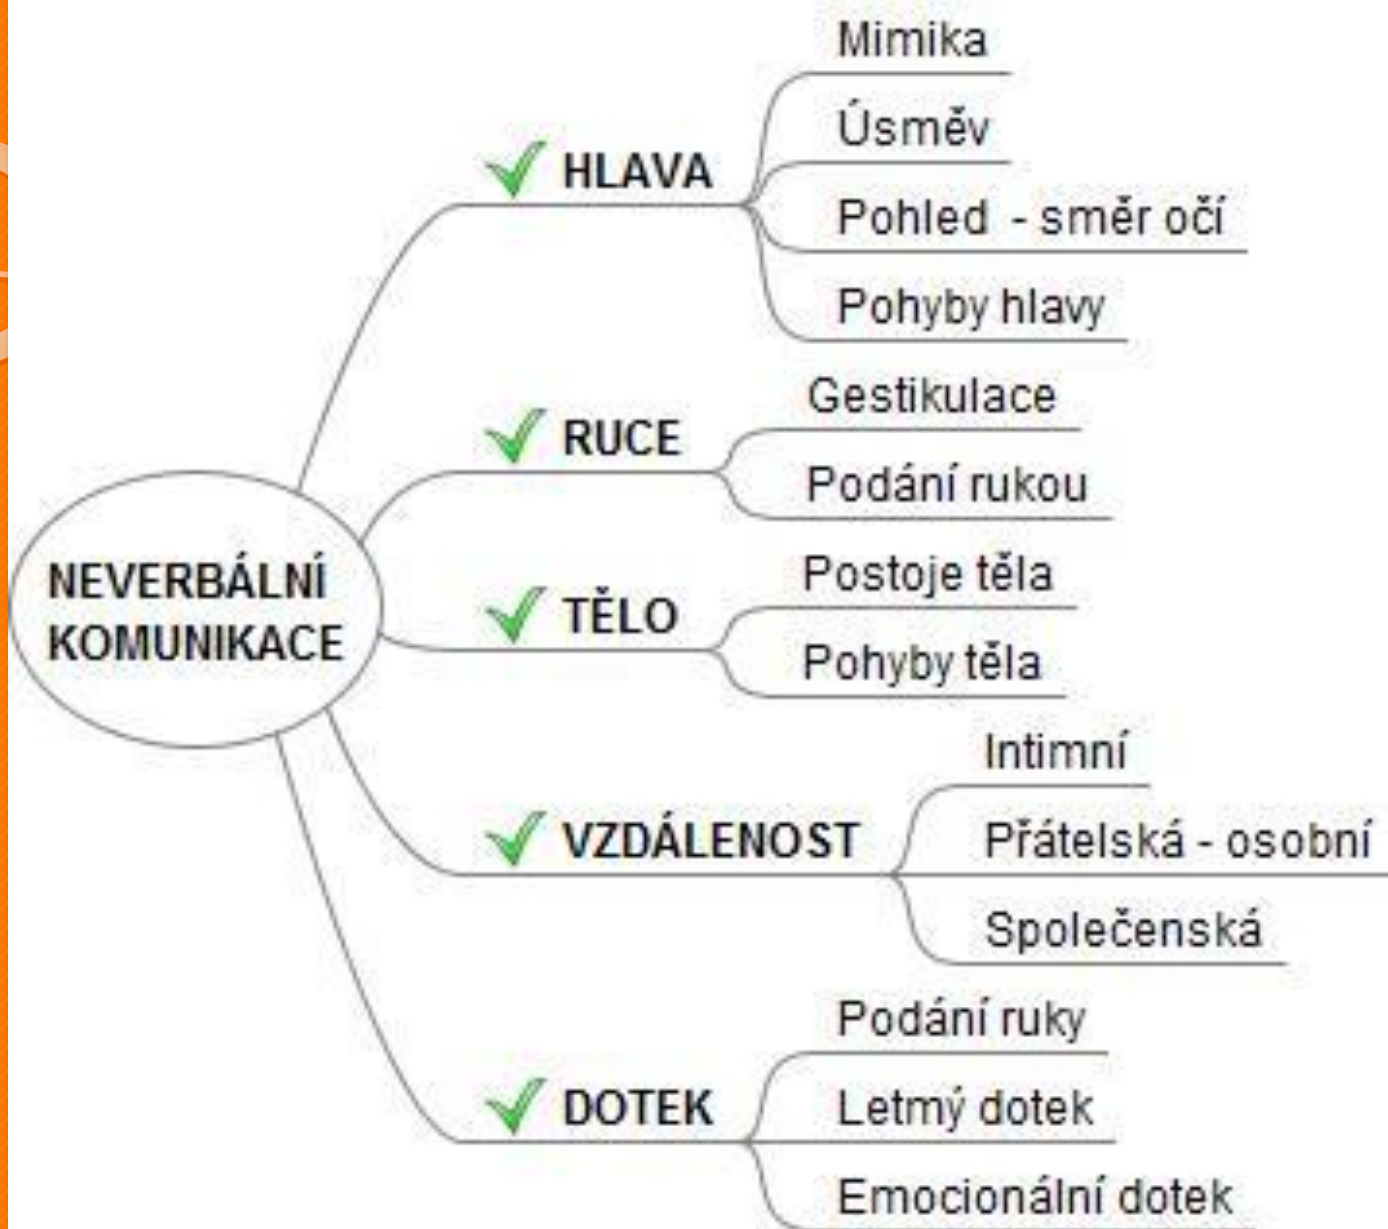 NEVERBÁLNÍ
KOMUNIKACE
HLAVA
Mimika
Úsměv
Pohled - směr očí
Pohyby hlavy
RUCE
Gestikulace
Podání rukou
TĚLO
Postoje těla
Pohyby těla
VZDÁLENOST
Intimní
Přátelská - osobní
Společenská
DOTEK
Podání ruky
Letmý dotek
Emocionální dotek